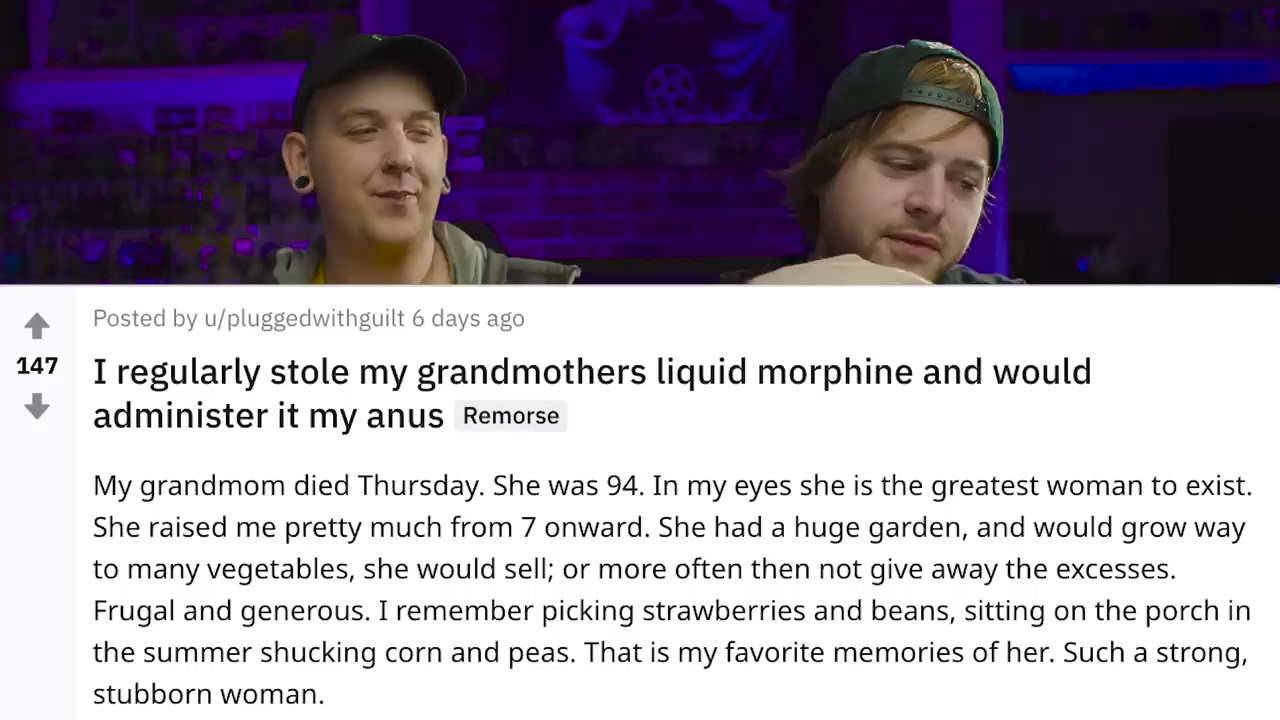 Posted by u/pluggedwithguilt 6 days ago
147
I regularly stole my grandmothers liquid morphine and would
administer it my anus Remorse
My grandmom died Thursday. She was 94. In my eyes she is the greatest woman to exist.
She raised me pretty much from 7 onward. She had a huge garden, and would grow way
to many vegetables, she would sell; or more often then not give away the excesses.
Frugal and generous. I remember picking strawberries and beans, sitting on the porch in
the summer shucking corn and peas. That is my favorite memories of her. Such a strong,
stubborn woman.